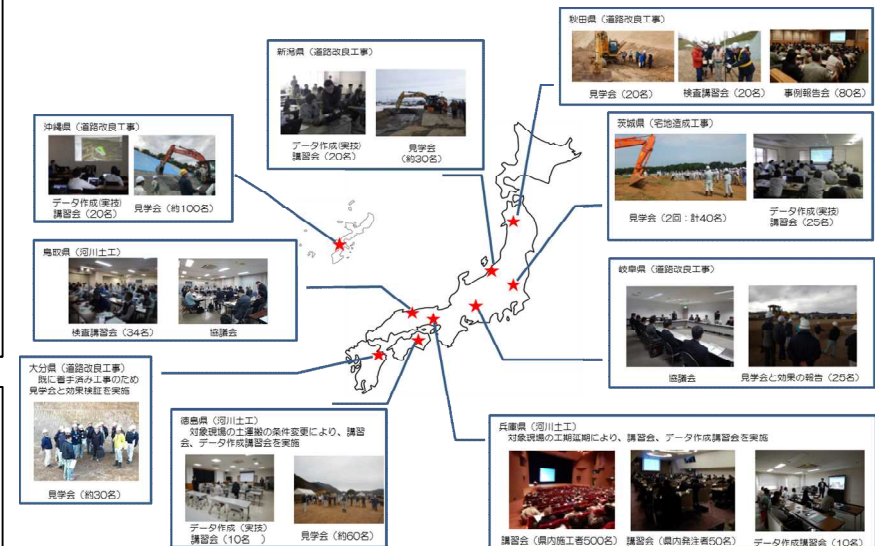 秋田県（道路改良工事）
見学会（20名）
検査講習会（20名）
事例報告会（80名）
新潟県（道路改良工事）
データ作成(実技)
講習会（20名）
見学会
（約30名）
沖縄県（道路改良工事）
データ作成(実技)
講習会（20名）
見学会（約100名）
茨城県（宅地造成工事）
見学会（2回：計40名）
データ作成(実技)
講習会（25名）
鳥取県（河川土工）
検査講習会（34名）
協議会
岐阜県（道路改良工事）
協議会
見学会と効果の報告（25名）
大分県（道路改良工事）
既に着手済み工事のため
見学会と効果検証を実施
見学会（約30名）
徳島県（河川土工）
対象現場の土運搬の条件変更により、講習
会、データ作成講習会を実施
データ作成（実技）
講習会（10名　）
見学会（約60名）
兵庫県（河川土工）
対象現場の工期延期により、講習会、データ作成講習会を実施
講習会（県内施工者500名）
講習会（県内発注者50名）
データ作成講習会（10名）